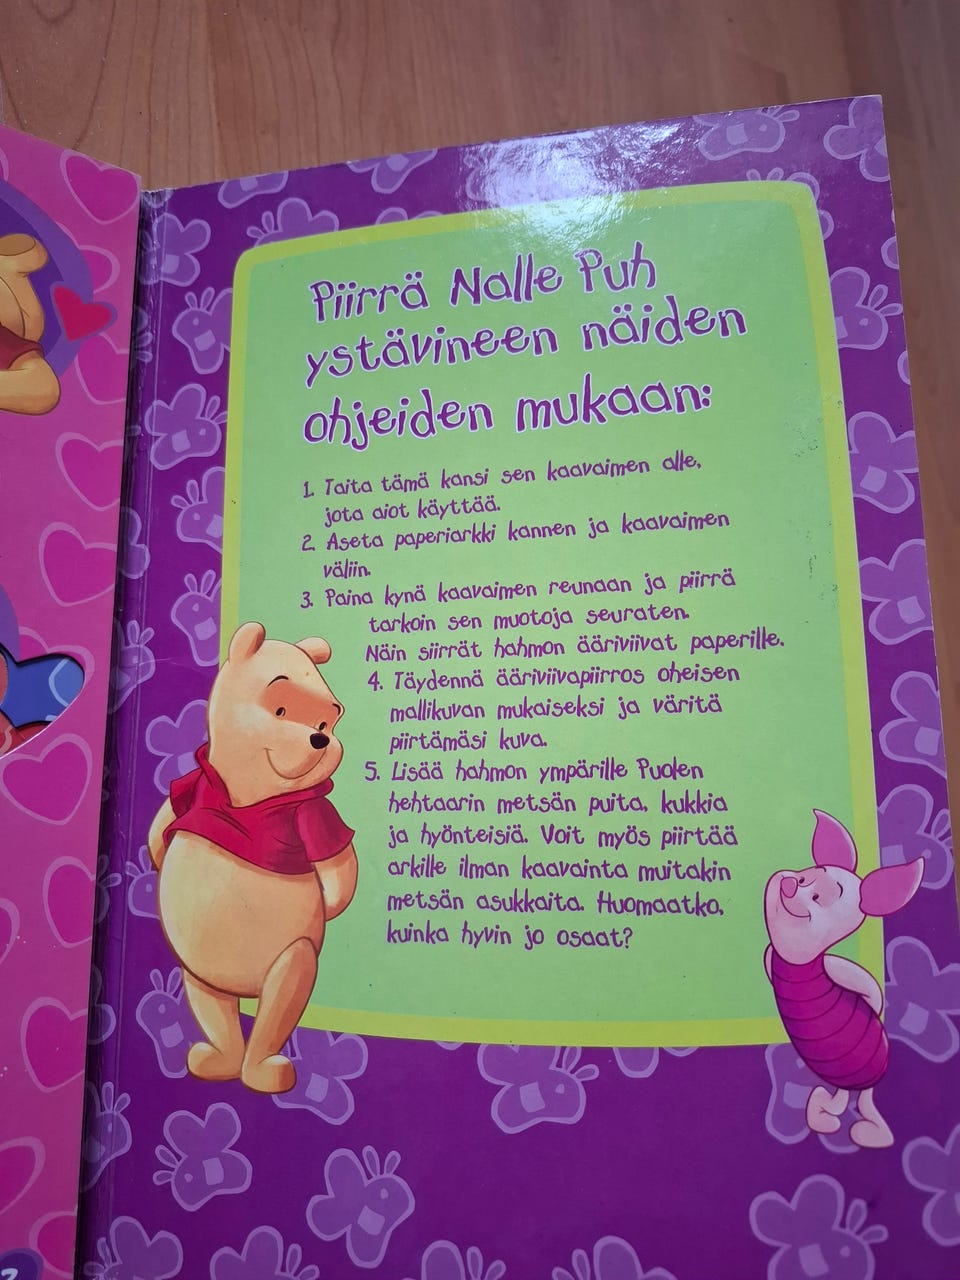 Piirrä Nalle Puh
ystävineen näiden
ohjeiden mukaan:
1. Taita tämä kansi sen kaavaimen alle,
jota aiot käyttää.
2. Aseta paperiarkki kannen ja kaavaimen
väliin.
3. Paina kynä kaavaimen reunaan ja piirrä
tarkoin sen muotoja seuraten.
Näin siirrät hahmon ääriviivat paperille.
4. Täydennä ääriviivapiirros oheisen
mallikuvan mukaiseksi ja väritä
piirtämäsi kuva.
5. Lisää hahmon ympärille Puolen
hehtaarin metsän puita, kukkia
ja hyönteisiä. Voit myös piirtää
arkille ilman kaavainta muitakin
metsän asukkaita. Huomaatko,
kuinka hyvin jo osaat?